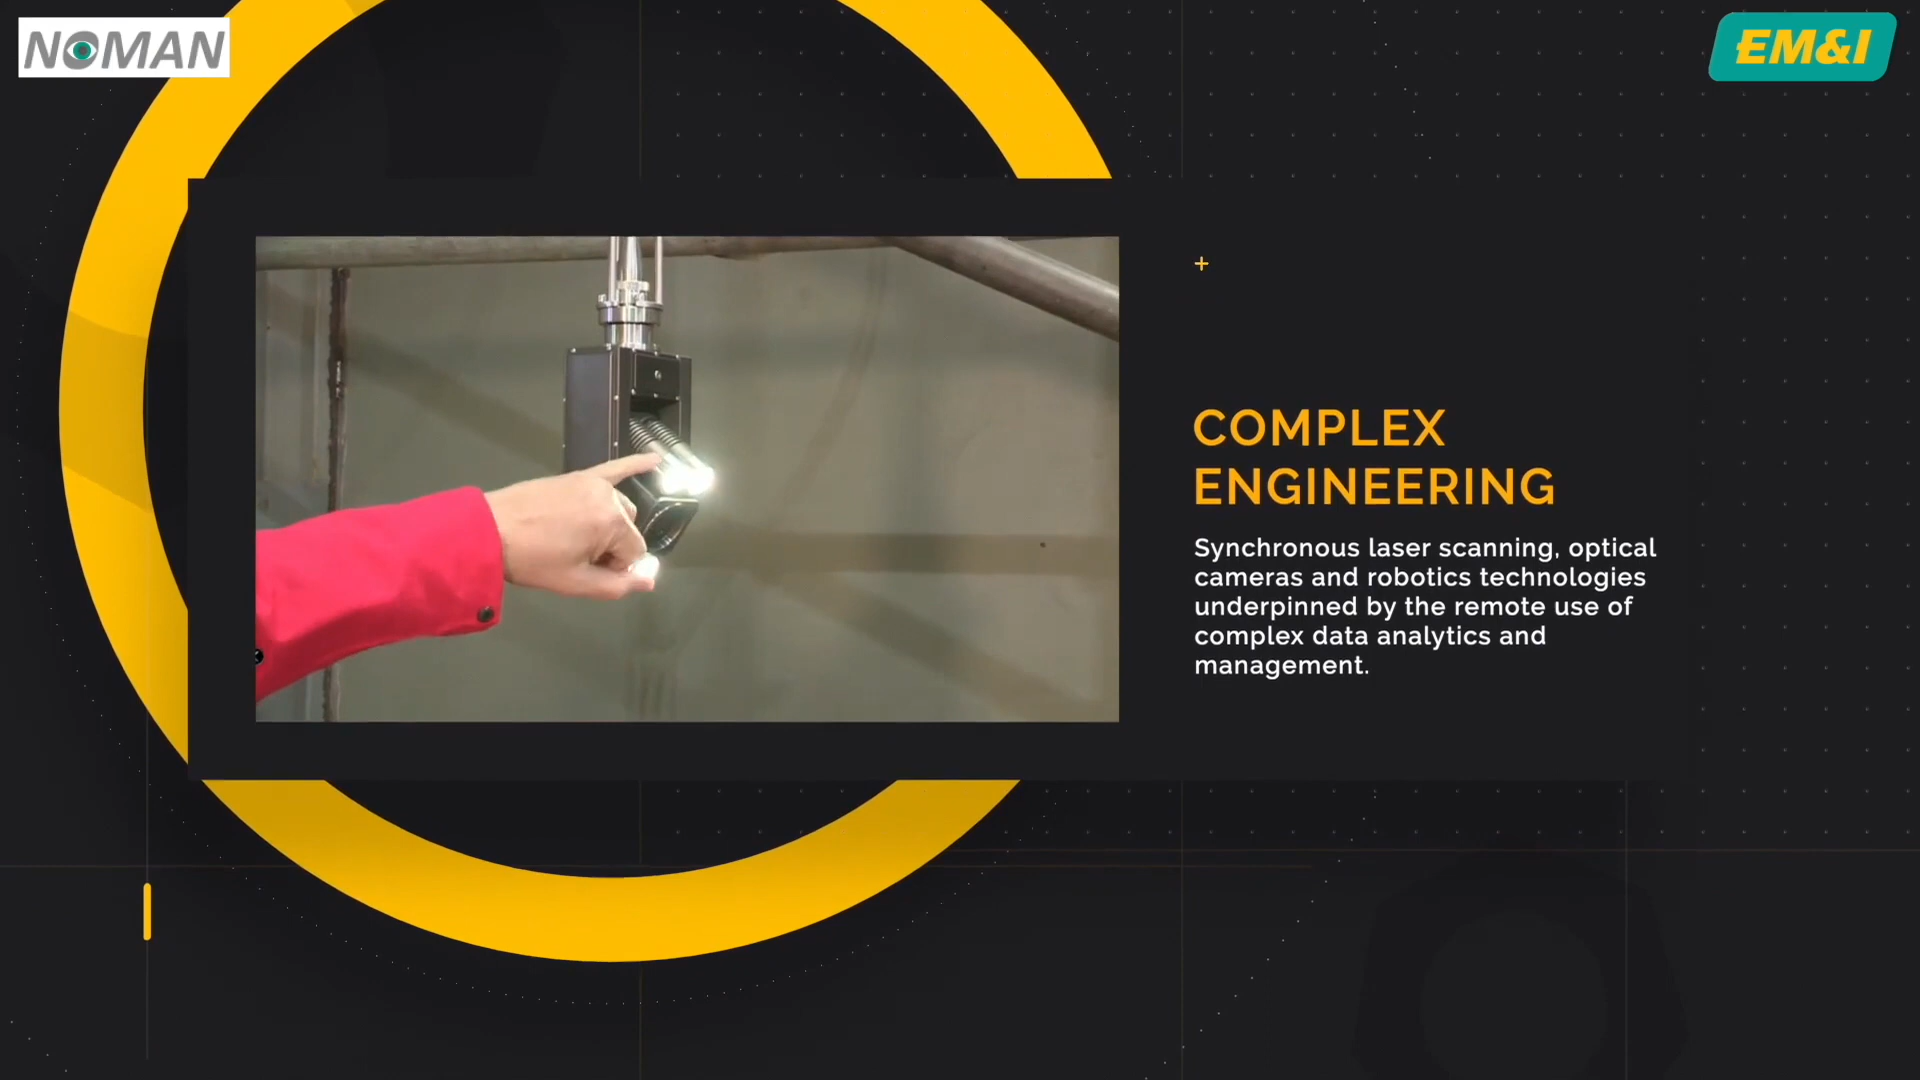 NOMAN
EM&I
+
COMPLEX
ENGINEERING
Synchronous laser scanning, optical
cameras and robotics technologies
underpinned by the remote use of
complex data analytics and
management.